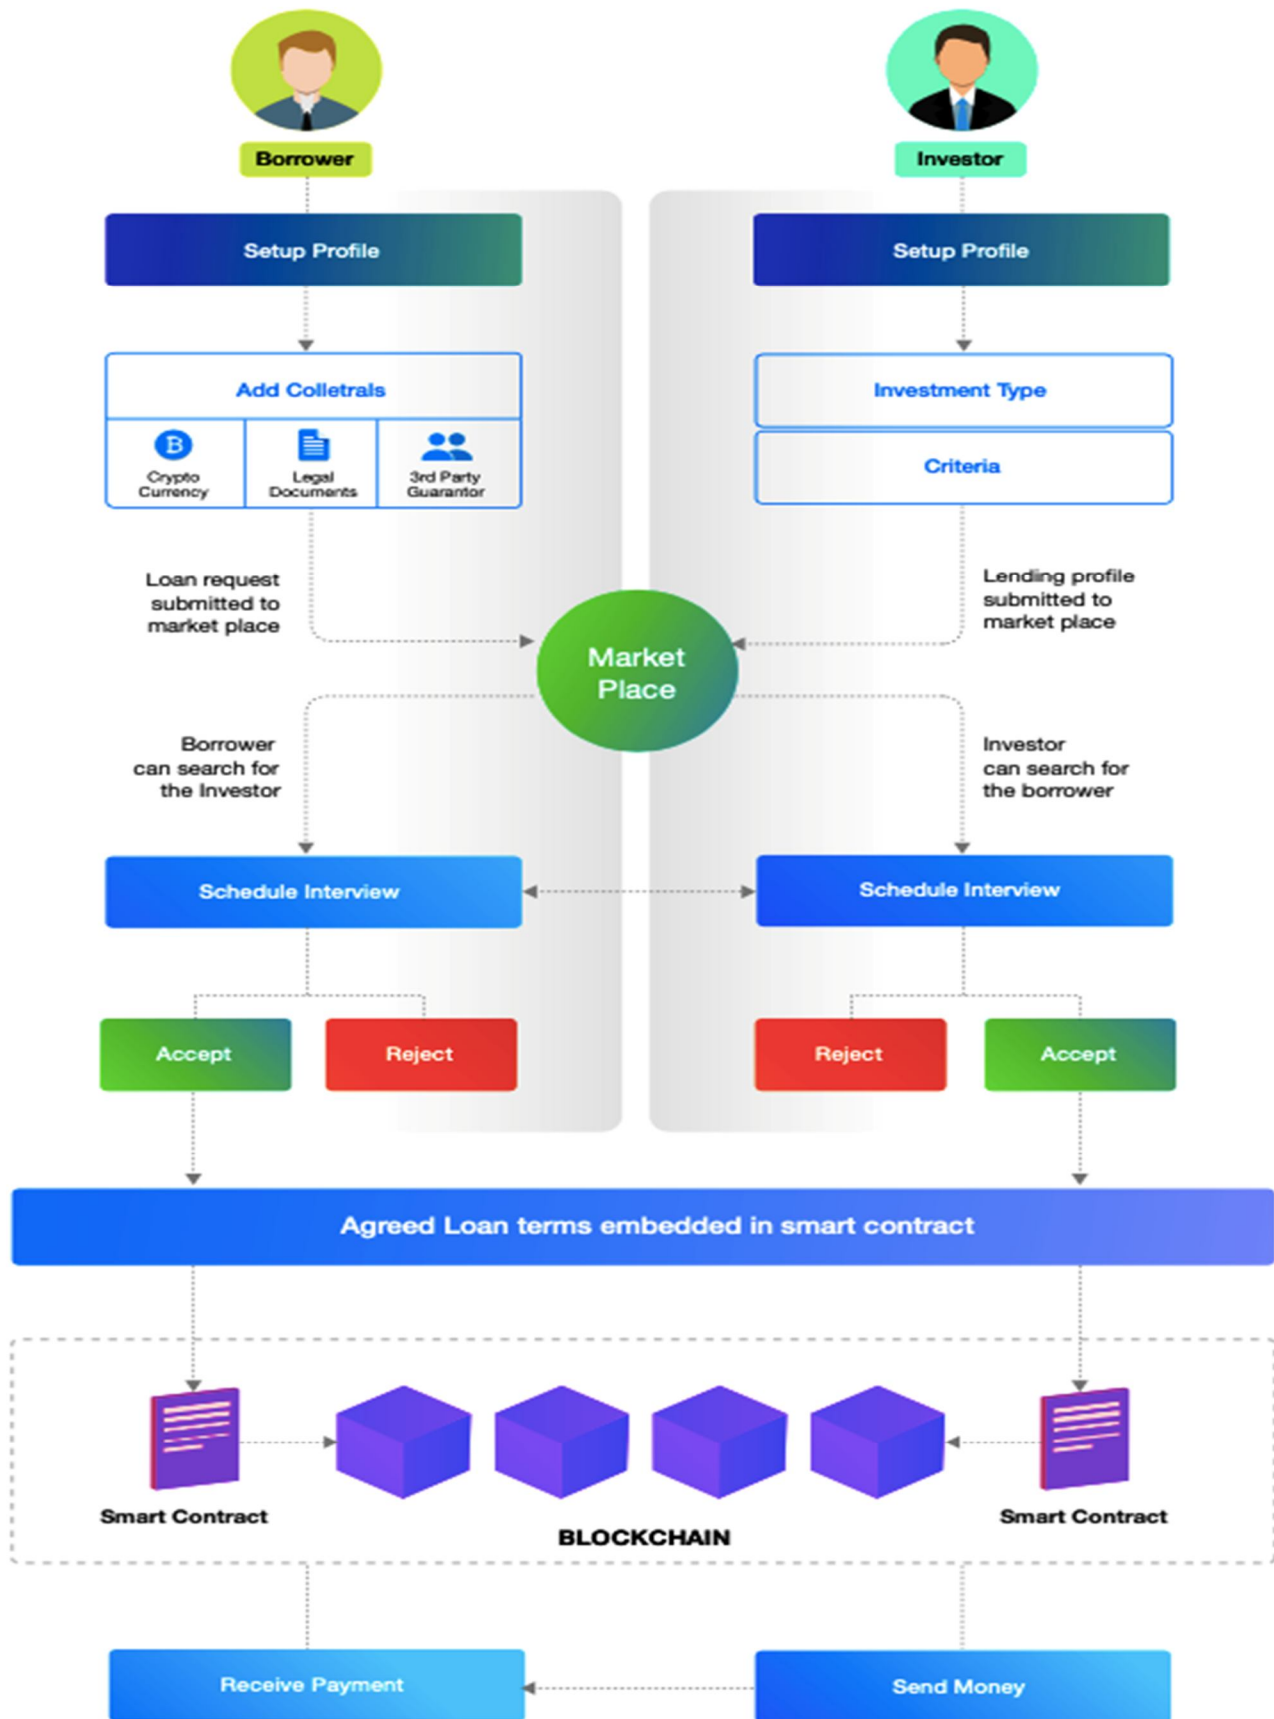 Borrower
Investor
Setup Profile
Setup Profile
Add Colletrals
Crypto
Currency
Legal
Documents
3rd Party
Guarantor
Investment Type
Criteria
Loan request
submitted to
market place
Lending profile
submitted to
market place
Market
Place
Borrower
can search for
the Investor
Investor
can search for
the borrower
Schedule Interview
Schedule Interview
Accept
Reject
Reject
Accept
Agreed Loan terms embedded in smart contract
Smart Contract
Smart Contract
BLOCKCHAIN
Receive Payment
Send Money